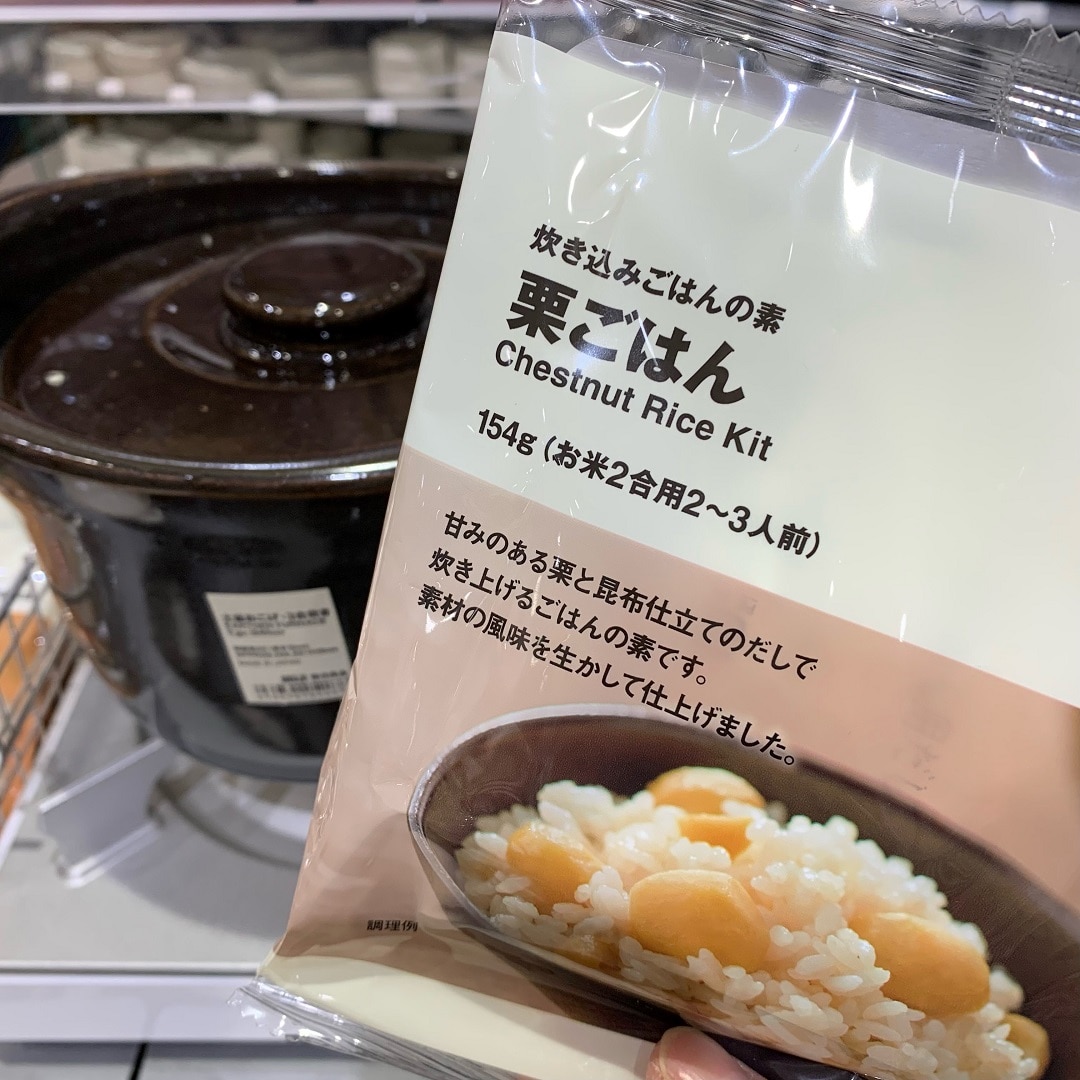 炊き込みごはんの素
栗ごはん
Chestnut Rice Kit
154g（お米2合用2～3人前）
甘みのある栗と昆布仕立てのだしで
炊き上げるごはんの素です。
素材の風味を生かして仕上げました。
調理例